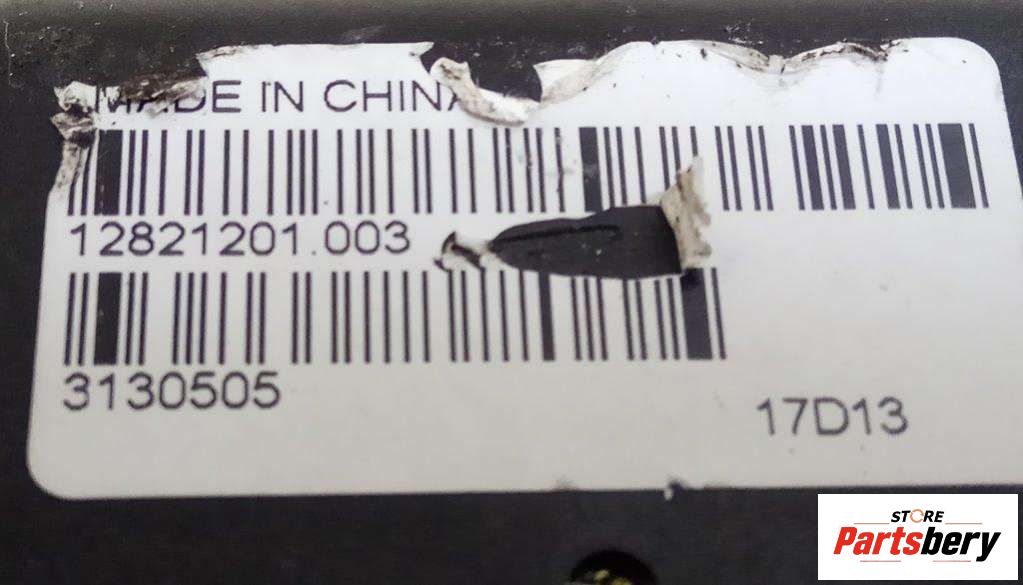 MADE IN CHINA
12821201.003
3130505
17D13
STORE
Partsbery